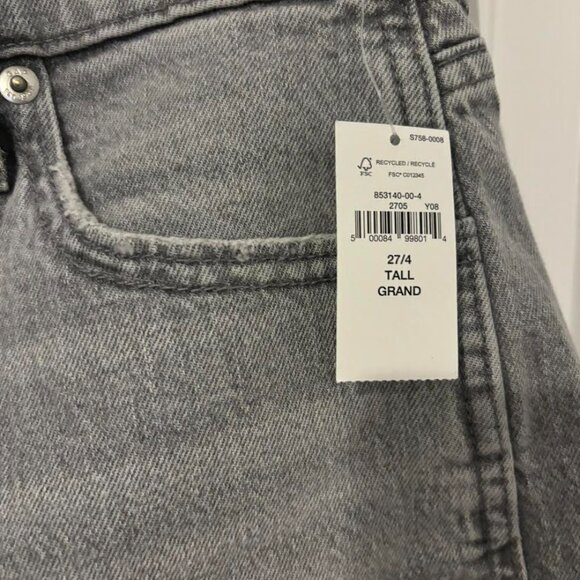 S758-0008
RECYCLED / RECYCLÉ
FSC
FSC® C012345
853140-00-4
2705 Y08
5 00084 99801 4
27/4
TALL
GRAND